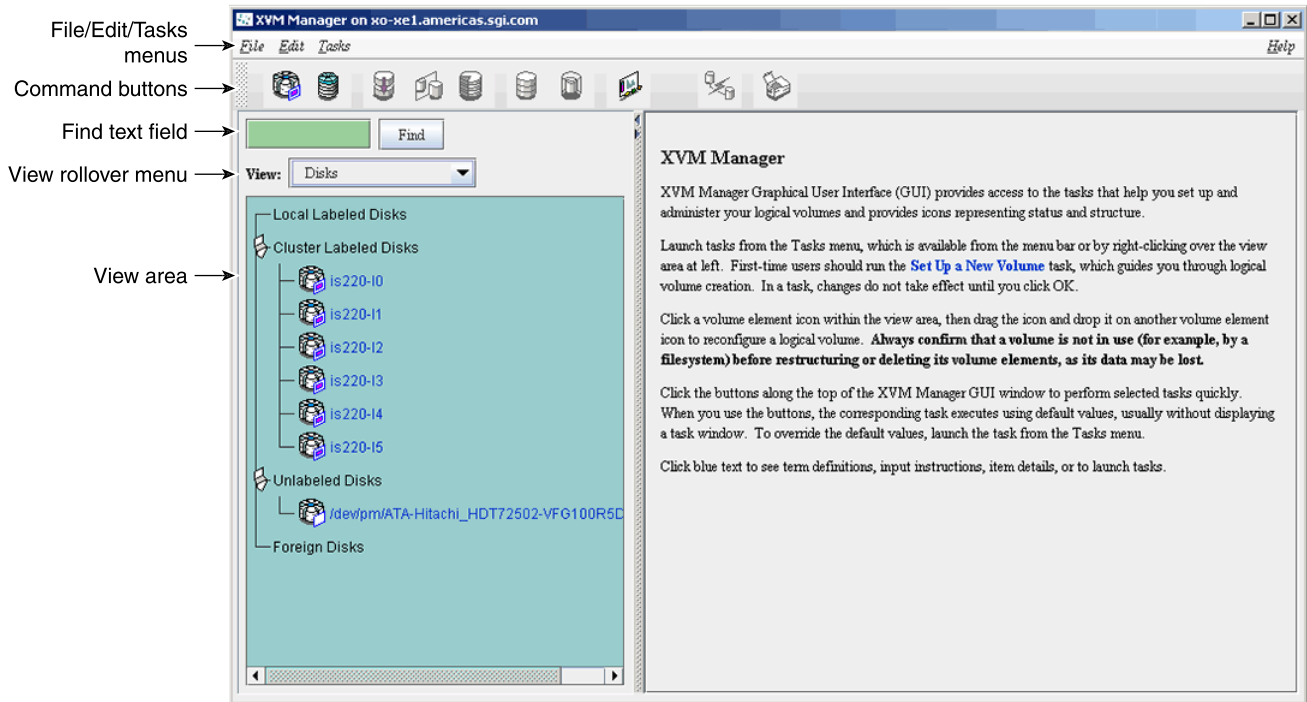 XVM Manager on xo-xe1.americas.sgi.com
File/Edit/Tasks
menus
File Edit Tasks Help
Command buttons
Find text field
Find
View rollover menu
View: Disks
View area
Local Labeled Disks
Cluster Labeled Disks
is220-I0
is220-I1
is220-I2
is220-I3
is220-I4
is220-I5
Unlabeled Disks
/dev/pm/ATA-Hitachi_HDT72502-VFG100R5D
Foreign Disks
XVM Manager
XVM Manager Graphical User Interface (GUI) provides access to the tasks that help you set up and
administer your logical volumes and provides icons representing status and structure.
Launch tasks from the Tasks menu, which is available from the menu bar or by right-clicking over the view
area at left. First-time users should run the Set Up a New Volume task, which guides you through logical
volume creation. In a task, changes do not take effect until you click OK.
Click a volume element icon within the view area, then drag the icon and drop it on another volume element
icon to reconfigure a logical volume. Always confirm that a volume is not in use (for example, by a
filesystem) before restructuring or deleting its volume elements, as its data may be lost.
Click the buttons along the top of the XVM Manager GUI window to perform selected tasks quickly.
When you use the buttons, the corresponding task executes using default values, usually without displaying
a task window. To override the default values, launch the task from the Tasks menu.
Click blue text to see term definitions, input instructions, item details, or to launch tasks.